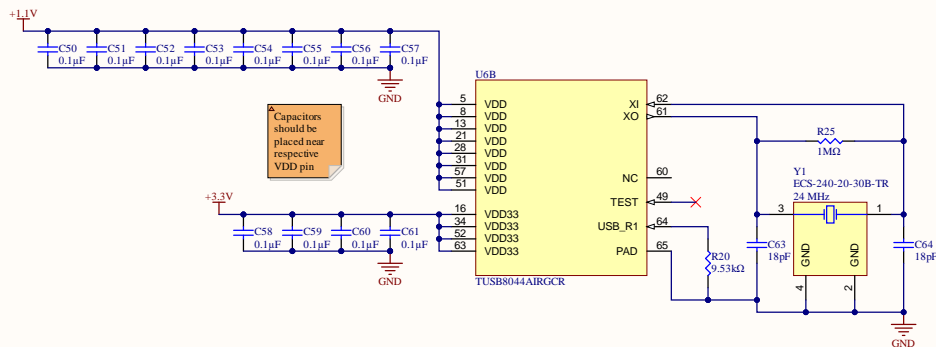 +1.1V
C50
0.1µF
C51
0.1µF
C52
0.1µF
C53
0.1µF
C54
0.1µF
C55
0.1µF
C56
0.1µF
C57
0.1µF
GND
Capacitors
should be
placed near
respective
VDD pin
+3.3V
C58
0.1µF
C59
0.1µF
C60
0.1µF
C61
0.1µF
GND
U6B
5 VDD
8 VDD
13 VDD
21 VDD
28 VDD
31 VDD
57 VDD
51 VDD
16 VDD33
34 VDD33
52 VDD33
63 VDD33
XI 62
XO 61
NC 60
TEST 49
USB_R1 64
PAD 65
TUSB8044AIRGCR
R20
9.53kΩ
R25
1MΩ
Y1
ECS-240-20-30B-TR
24 MHz
3
1
GND
GND
4
2
C63
18pF
C64
18pF
GND